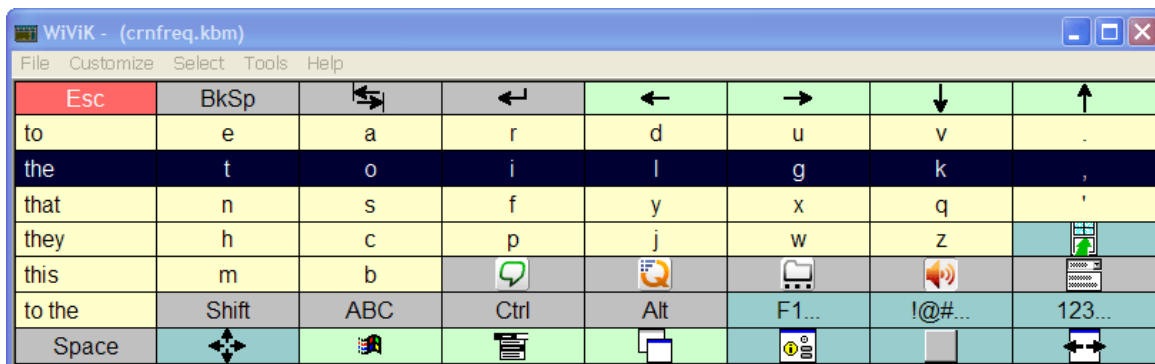 WiViK - (crnfreq.kbm)
File Customize Select Tools Help
Esc BkSp
to e a r d u v .
the t o i l g k ,
that n s f y x q '
they h c p j w z
this m b
to the Shift ABC Ctrl Alt F1... !@#... 123...
Space